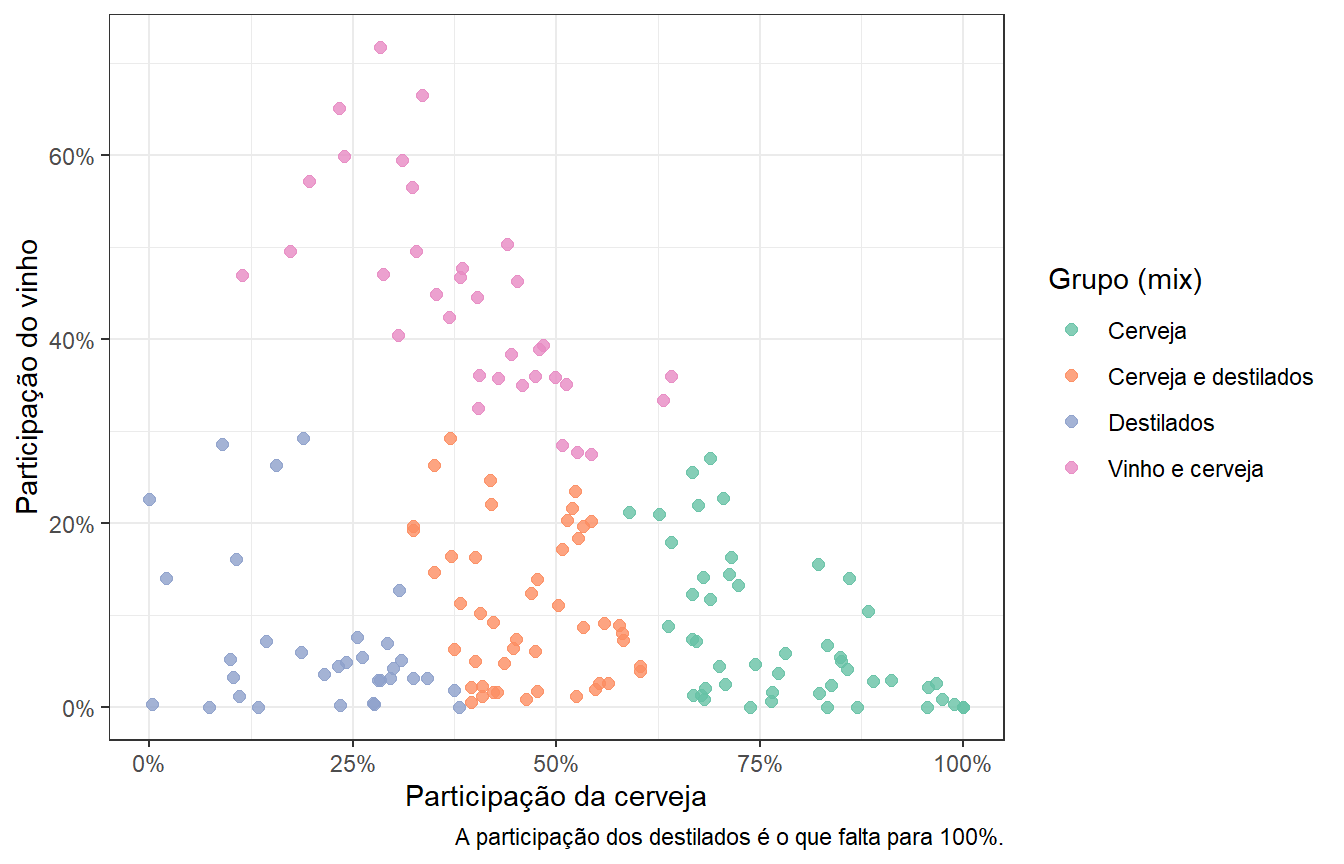 60%
40%
20%
0%
Participação do vinho
0%
25%
50%
75%
100%
Participação da cerveja
A participação dos destilados é o que falta para 100%.
Grupo (mix)
Cerveja
Cerveja e destilados
Destilados
Vinho e cerveja